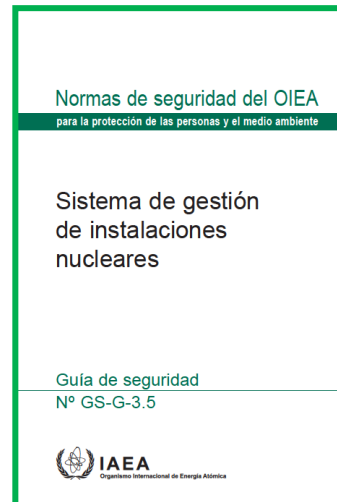 Normas de seguridad del OIEA
para la protección de las personas y el medio ambiente
Sistema de gestión
de instalaciones
nucleares
Guía de seguridad
Nº GS-G-3.5
IAEA
Organismo Internacional de Energía Atómica